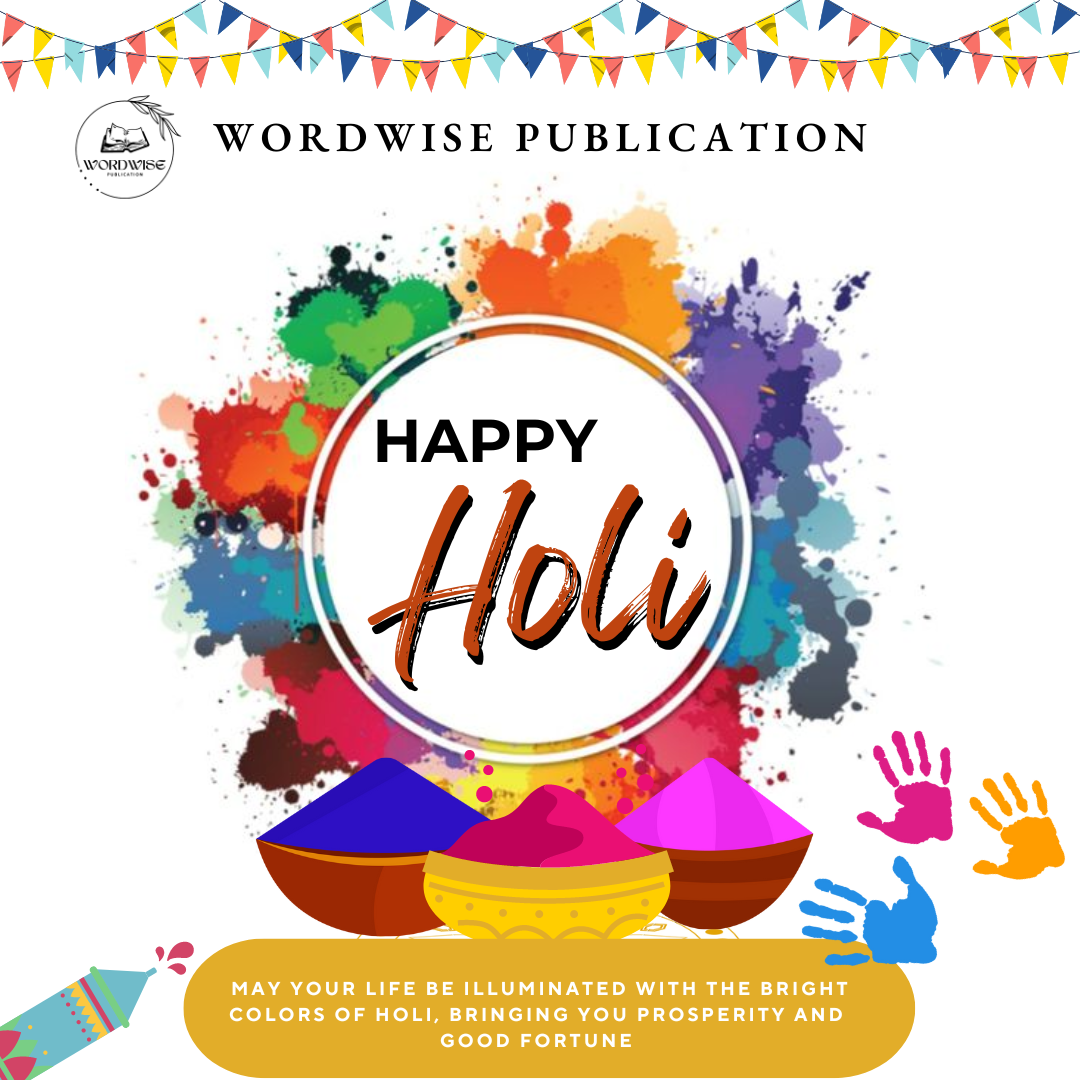 WORDWISE PUBLICATION
WORDWISE
PUBLICATION
HAPPY
Holi
MAY YOUR LIFE BE ILLUMINATED WITH THE BRIGHT
COLORS OF HOLI, BRINGING YOU PROSPERITY AND
GOOD FORTUNE